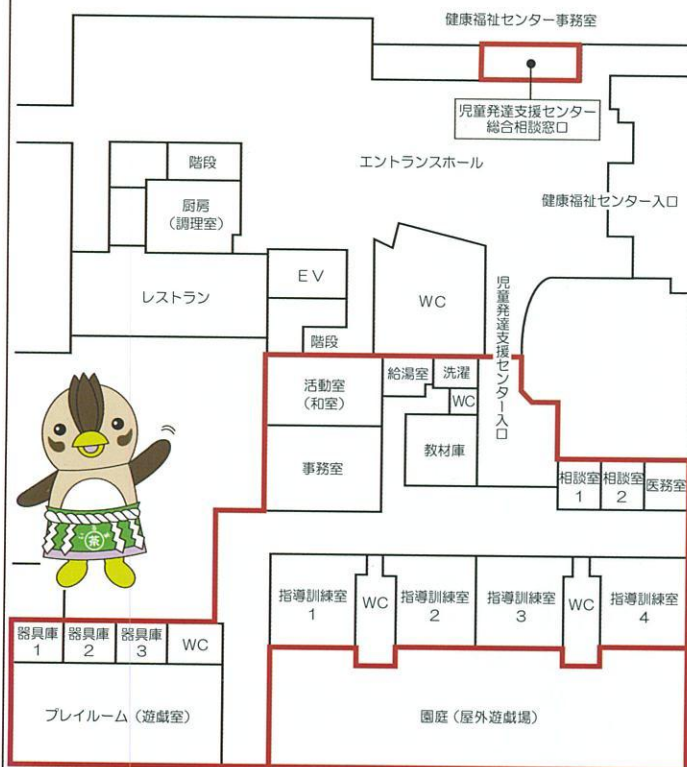 健康福祉センター事務室
児童発達支援センター
総合相談窓口
エントランスホール
健康福祉センター入口
階段
厨房
(調理室)
レストラン
EV
階段
WC
児童発達支援センター入口
活動室
(和室)
給湯室
洗濯
WC
教材庫
事務室
相談室
1
相談室
2
医務室
茶
指導訓練室
1
WC
指導訓練室
2
指導訓練室
3
WC
指導訓練室
4
器具庫
1
器具庫
2
器具庫
3
WC
プレイルーム(遊戯室)
園庭(屋外遊戯場)